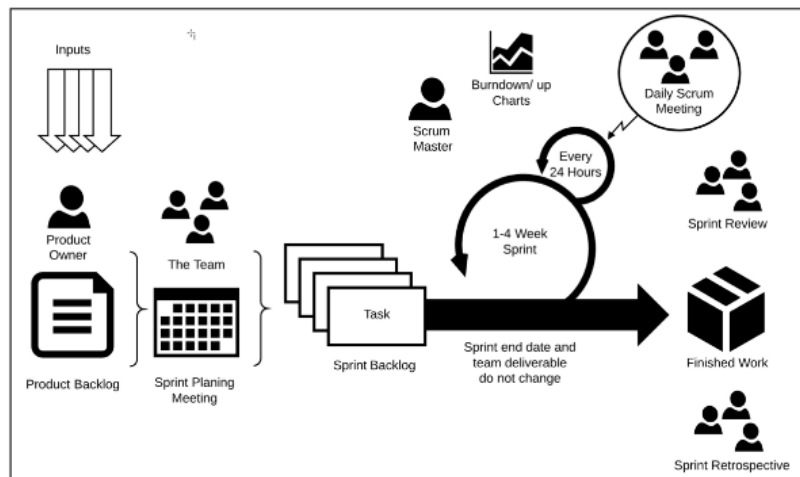 Inputs
Product
Owner
Product Backlog
The Team
Sprint Planing
Meeting
Task
Sprint Backlog
Scrum
Master
Burndown/ up
Charts
Daily Scrum
Meeting
Every
24 Hours
1-4 Week
Sprint
Sprint end date and
team deliverable
do not change
Sprint Review
Finished Work
Sprint Retrospective